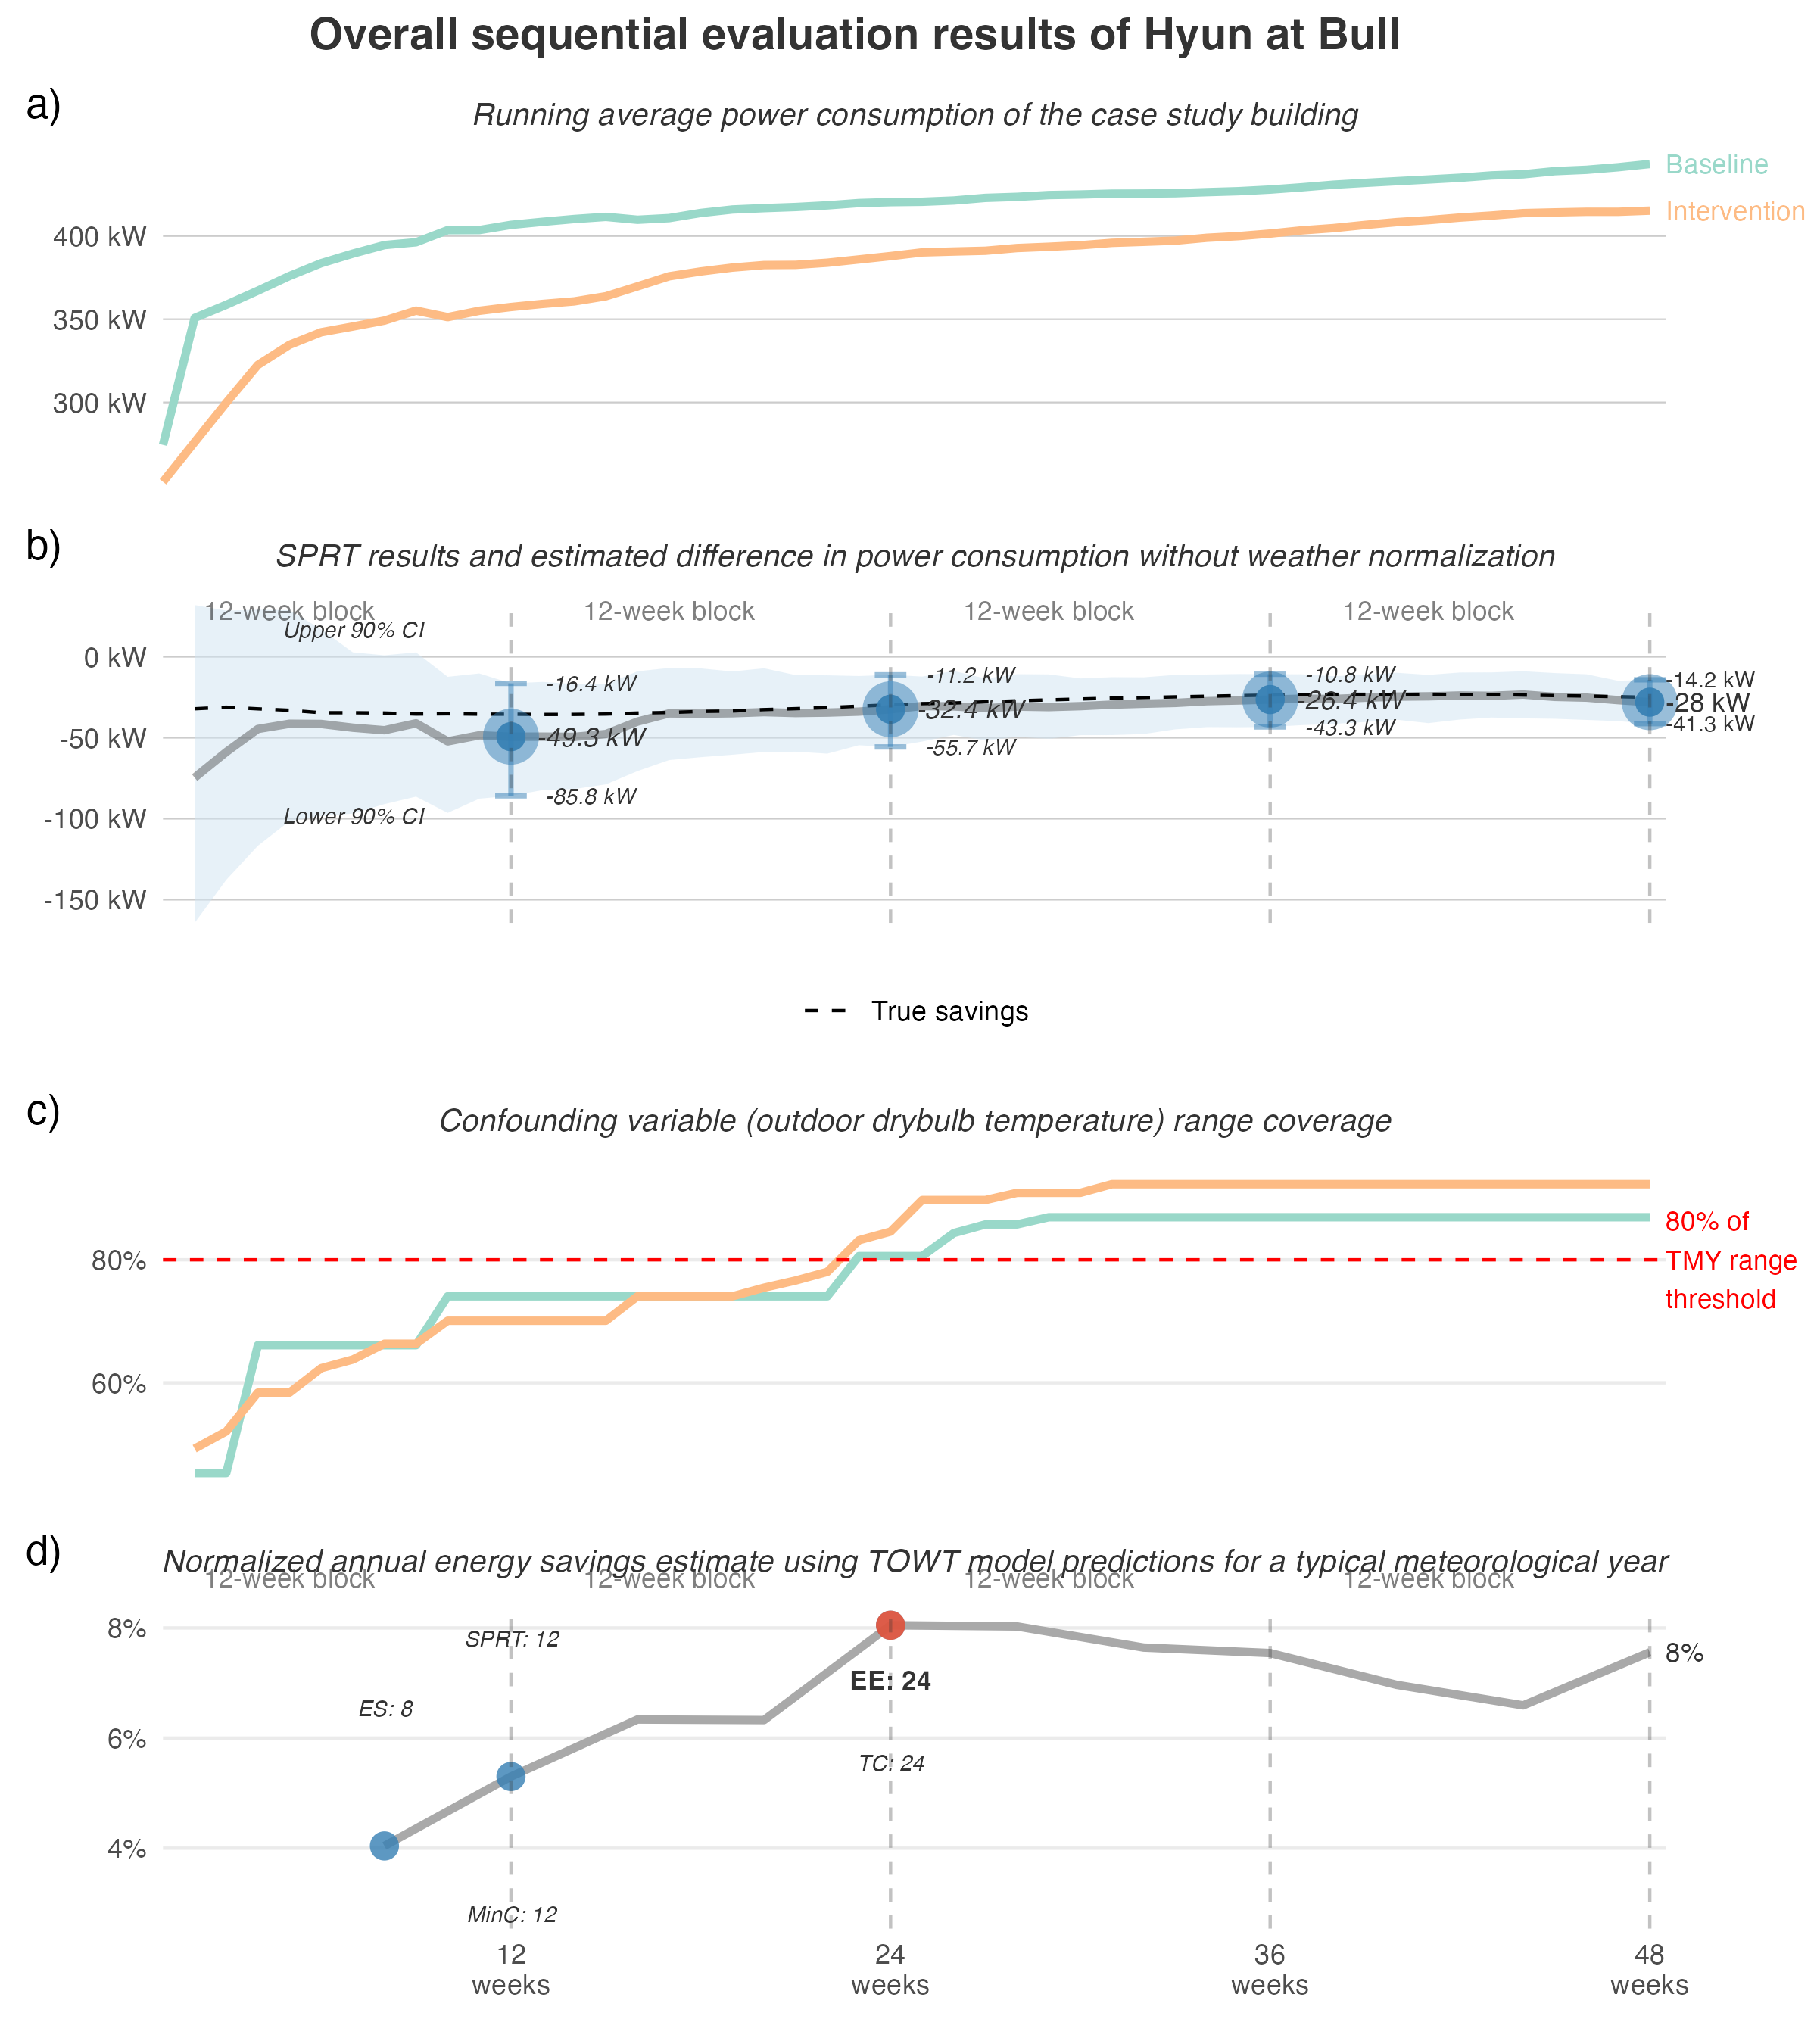 Overall sequential evaluation results of Hyun at Bull
a)
Running average power consumption of the case study building
Baseline
Intervention
400 kW
350 kW
300 kW
b)
SPRT results and estimated difference in power consumption without weather normalization
12-week block 12-week block 12-week block 12-week block
Upper 90% CI
0 kW
-50 kW
-100 kW
-150 kW
-16.4 kW
-49.3 kW
-85.8 kW
-11.2 kW
-32.4 kW
-55.7 kW
-10.8 kW
-26.4 kW
-43.3 kW
-14.2 kW
-28 kW
-41.3 kW
Lower 90% CI
True savings
c)
Confounding variable (outdoor drybulb temperature) range coverage
80%
60%
80% of
TMY range
threshold
d)
Normalized annual energy savings estimate using TOWT model predictions for a typical meteorological year
12-week block 12-week block 12-week block 12-week block
8%
6%
4%
SPRT: 12
ES: 8
EE: 24
TC: 24
MinC: 12
8%
12 24 36 48
weeks weeks weeks weeks